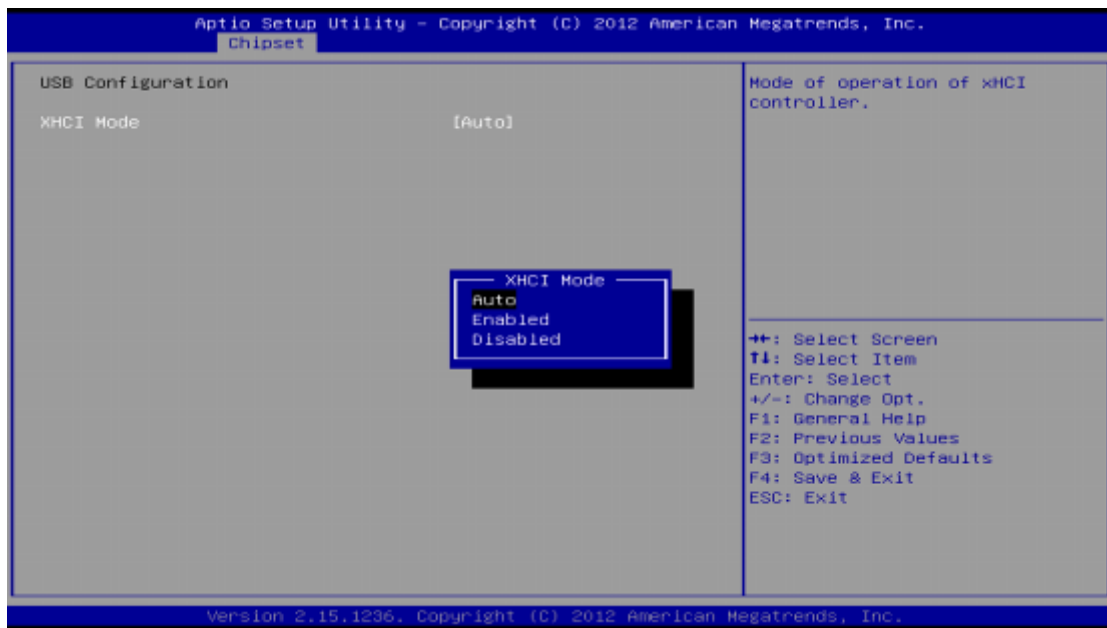 Aptio Setup Utility – Copyright (C) 2012 American Megatrends, Inc.
Chipset
USB Configuration
XHCI Mode [Auto]
Mode of operation of xHCI
controller.
XHCI Mode
Auto
Enabled
Disabled
→←: Select Screen
↑↓: Select Item
Enter: Select
+/-: Change Opt.
F1: General Help
F2: Previous Values
F3: Optimized Defaults
F4: Save & Exit
ESC: Exit
Version 2.15.1236. Copyright (C) 2012 American Megatrends, Inc.